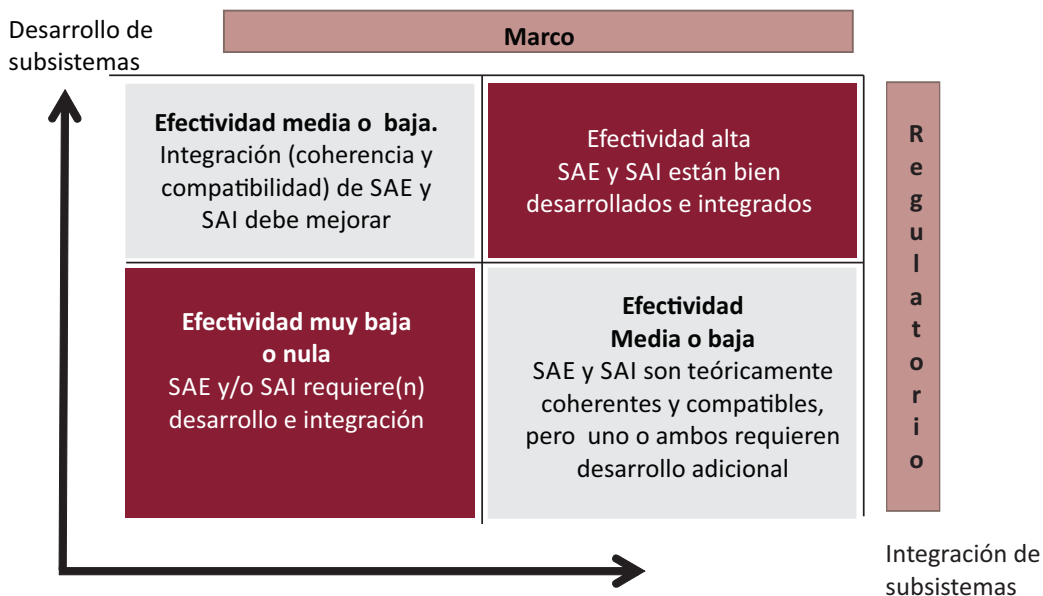 Desarrollo de
subsistemas
Marco
Efectividad media o  baja.
Integración (coherencia y
compatibilidad) de SAE y
SAI debe mejorar
Efectividad alta
SAE y SAI están bien
desarrollados e integrados
Efectividad muy baja
o nula
SAE y/o SAI requiere(n)
desarrollo e integración
Efectividad
Media o baja
SAE y SAI son teóricamente
coherentes y compatibles,
pero  uno o ambos requieren
desarrollo adicional
R
e
g
u
l
a
t
o
r
i
o
Integración de
subsistemas